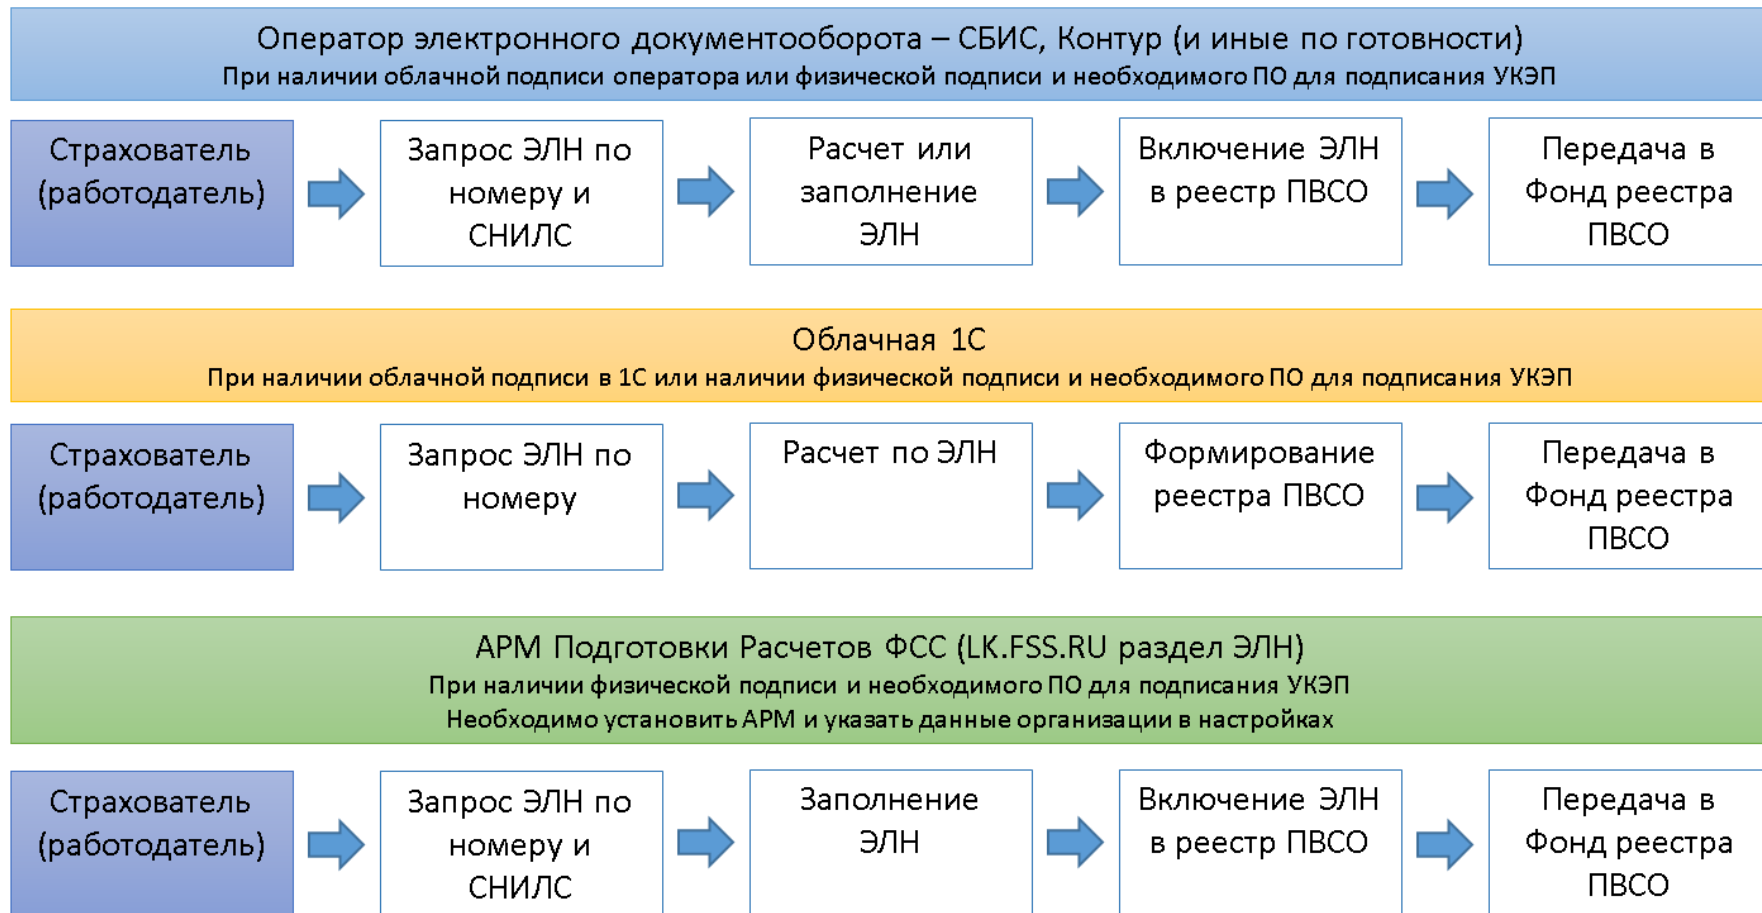 Оператор электронного документооборота – СБИС, Контур (и иные по готовности)
При наличии облачной подписи оператора или физической подписи и необходимого ПО для подписания УКЭП
Страхователь
(работодатель)
Запрос ЭЛН по
номеру и
СНИЛС
Расчет или
заполнение
ЭЛН
Включение ЭЛН
в реестр ПВСО
Передача в
Фонд реестра
ПВСО
Облачная 1С
При наличии облачной подписи в 1С или наличии физической подписи и необходимого ПО для подписания УКЭП
Страхователь
(работодатель)
Запрос ЭЛН по
номеру
Расчет по ЭЛН
Формирование
реестра ПВСО
Передача в
Фонд реестра
ПВСО
АРМ Подготовки Расчетов ФСС (LK.FSS.RU раздел ЭЛН)
При наличии физической подписи и необходимого ПО для подписания УКЭП
Необходимо установить АРМ и указать данные организации в настройках
Страхователь
(работодатель)
Запрос ЭЛН по
номеру и
СНИЛС
Заполнение
ЭЛН
Включение ЭЛН
в реестр ПВСО
Передача в
Фонд реестра
ПВСО